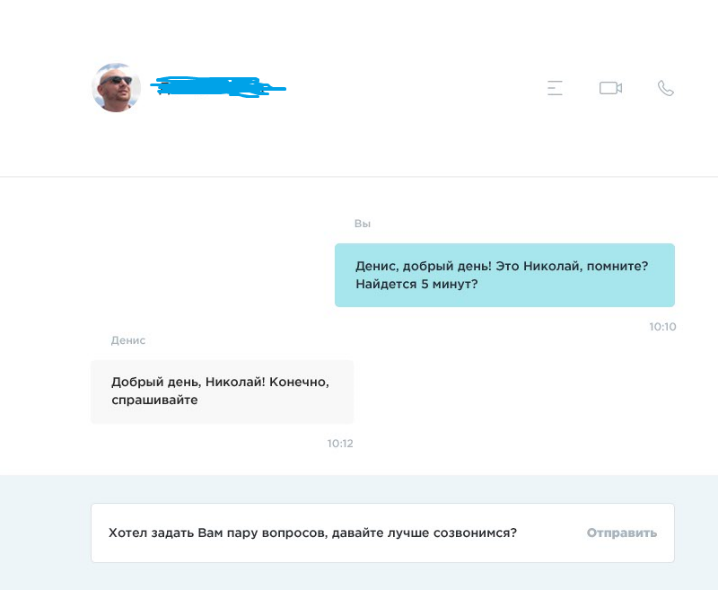 Вы
Денис, добрый день! Это Николай, помните?
Найдется 5 минут?
10:10
Денис
Добрый день, Николай! Конечно,
спрашивайте
10:12
Хотел задать Вам пару вопросов, давайте лучше созвонимся?
Отправить